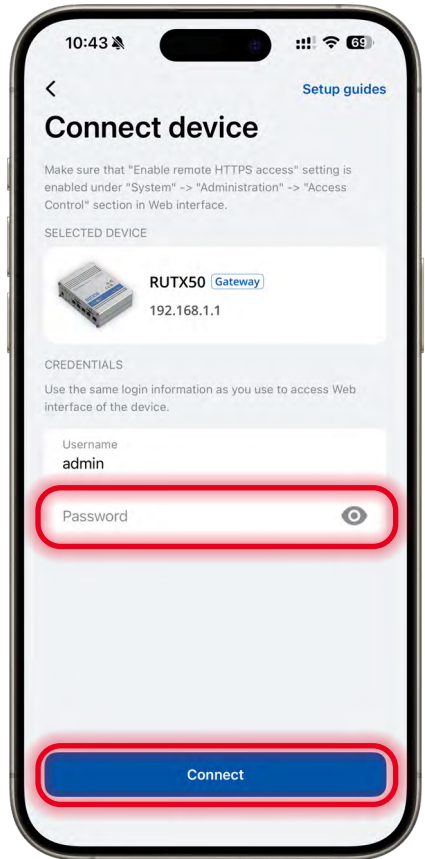 10:43
69
Setup guides
Connect device
Make sure that "Enable remote HTTPS access" setting is
enabled under "System" -> "Administration" -> "Access
Control" section in Web interface.
SELECTED DEVICE
RUTX50 Gateway
192.168.1.1
CREDENTIALS
Use the same login information as you use to access Web
interface of the device.
Username
admin
Password
Connect